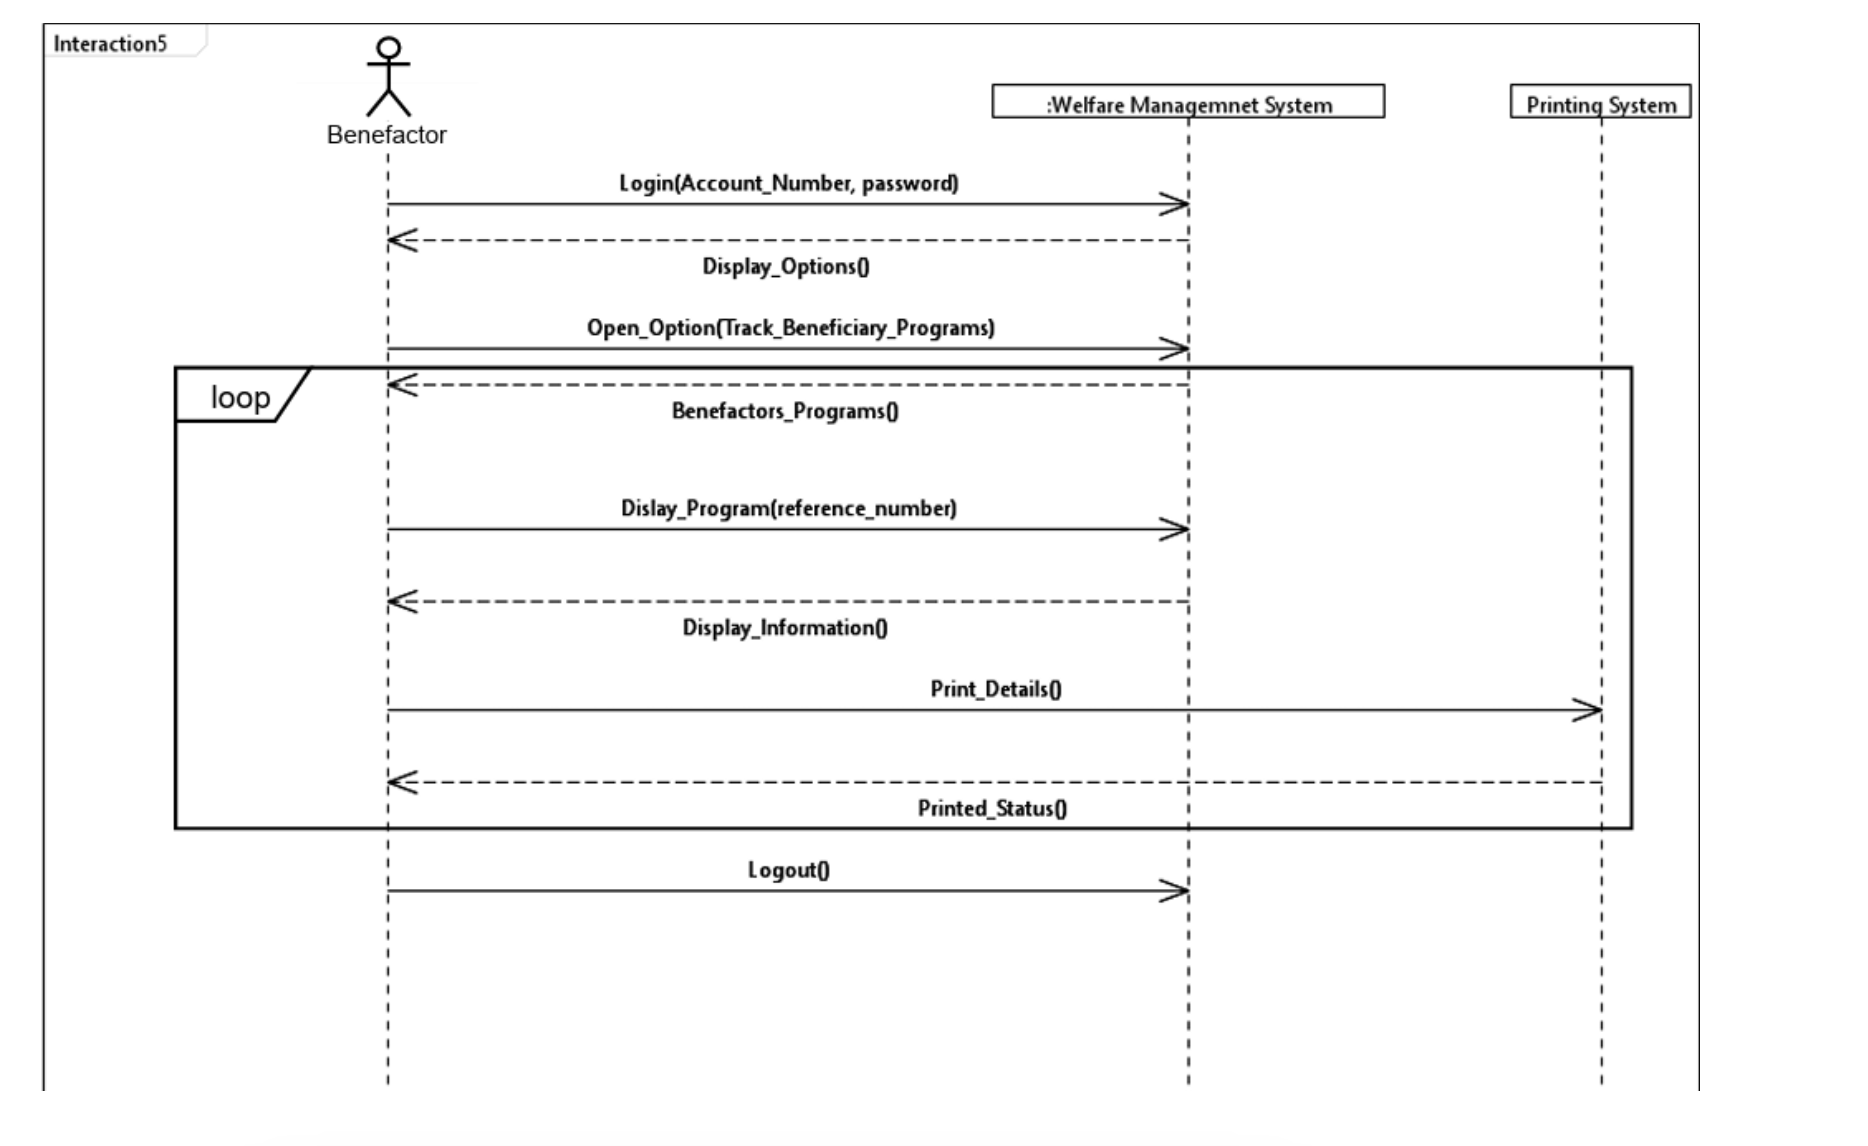 Interaction5
Benefactor
:Welfare Managemnet System
Printing System
Login(Account_Number, password)
Display_Options()
Open_Option(Track_Beneficiary_Programs)
loop
Benefactors_Programs()
Dislay_Program(reference_number)
Display_Information()
Print_Details()
Printed_Status()
Logout()